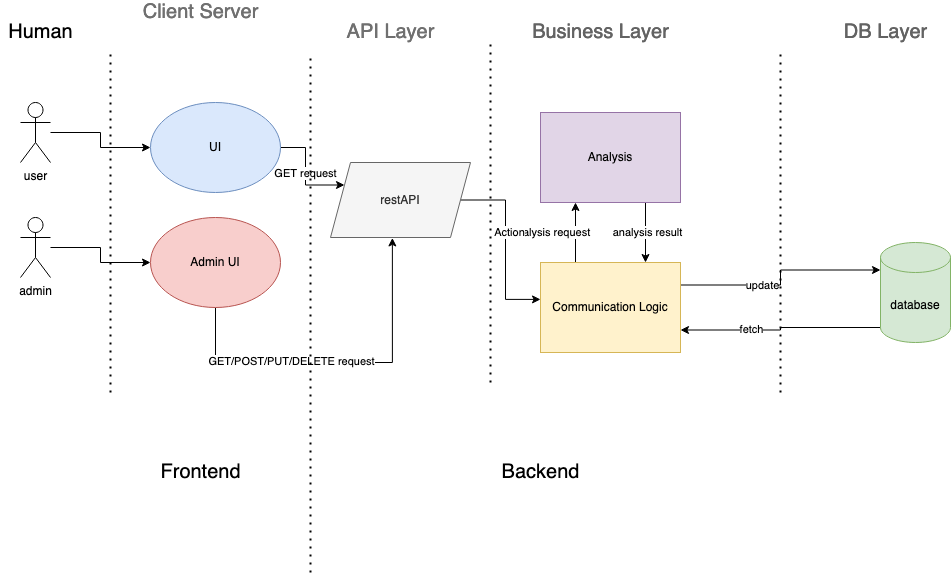 Client Server
Human
API Layer
Business Layer
DB Layer
UI
user
GET request
restAPI
Analysis
Actionalysis request
analysis result
Admin UI
admin
Communication Logic
update
database
fetch
GET/POST/PUT/DELETE request
Frontend
Backend